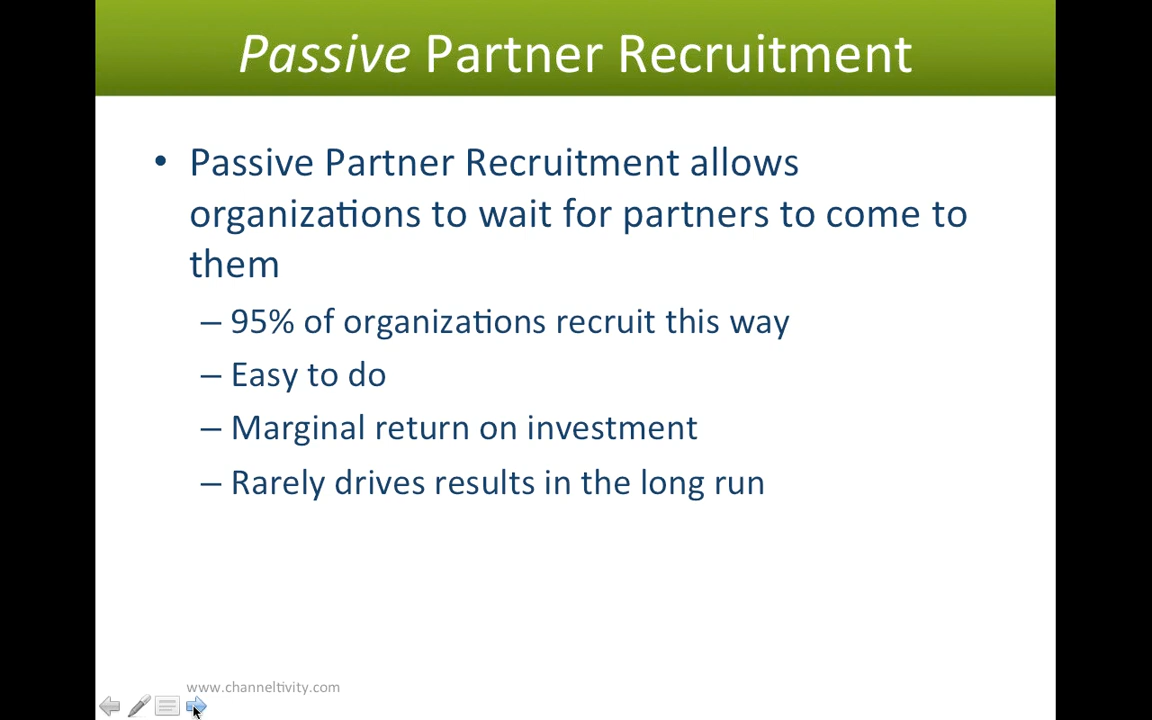 Passive Partner Recruitment
• Passive Partner Recruitment allows
organizations to wait for partners to come to
them
– 95% of organizations recruit this way
– Easy to do
– Marginal return on investment
– Rarely drives results in the long run
www.channeltivity.com